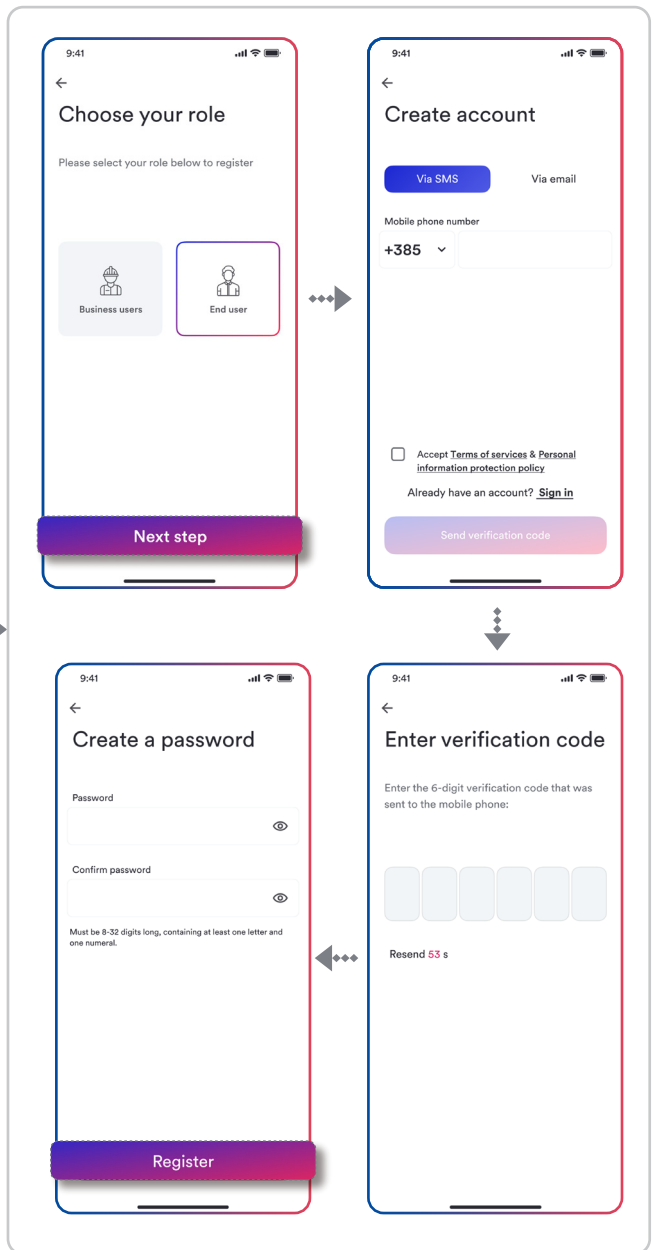 9:41
Choose your role
Please select your role below to register
Business users
End user
Next step
9:41
Create account
Via SMS
Via email
Mobile phone number
+385
Accept Terms of services & Personal
information protection policy
Already have an account? Sign in
Send verification code
9:41
Enter verification code
Enter the 6-digit verification code that was
sent to the mobile phone:
Resend 53 s
9:41
Create a password
Password
Confirm password
Must be 8-32 digits long, containing at least one letter and
one numeral.
Register